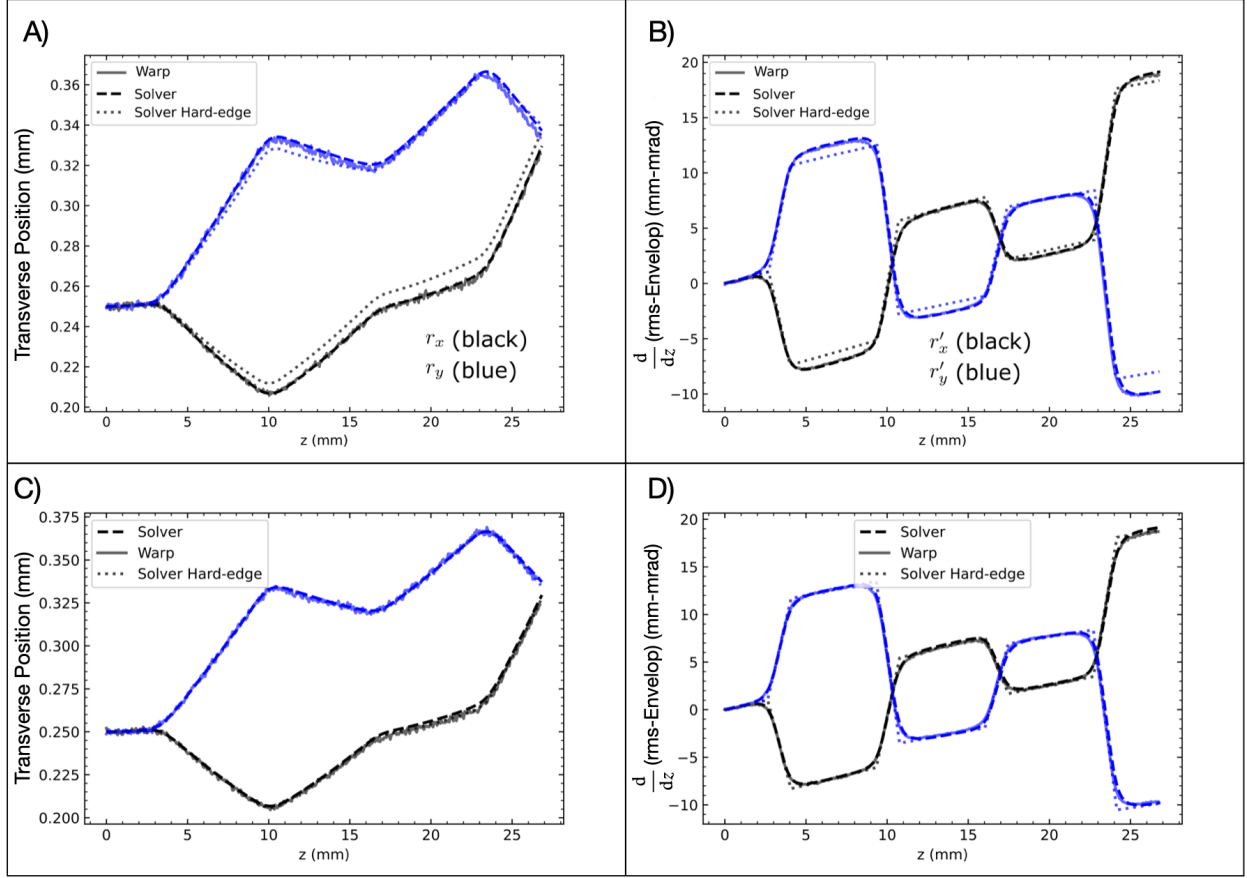 A)
Transverse Position (mm)
0.36
0.34
0.32
0.30
0.28
0.26
0.24
0.22
0.20
Warp
Solver
Solver Hard-edge
r_x (black)
r_y (blue)
0 5 10 15 20 25
z (mm)
B)
d/dz (rms-Envelop) (mm-mrad)
20
15
10
5
0
−5
−10
Warp
Solver
Solver Hard-edge
r′_x (black)
r′_y (blue)
0 5 10 15 20 25
z (mm)
C)
Transverse Position (mm)
0.375
0.350
0.325
0.300
0.275
0.250
0.225
0.200
Solver
Warp
Solver Hard-edge
0 5 10 15 20 25
z (mm)
D)
d/dz (rms-Envelop) (mm-mrad)
20
15
10
5
0
−5
−10
Solver
Warp
Solver Hard-edge
0 5 10 15 20 25
z (mm)